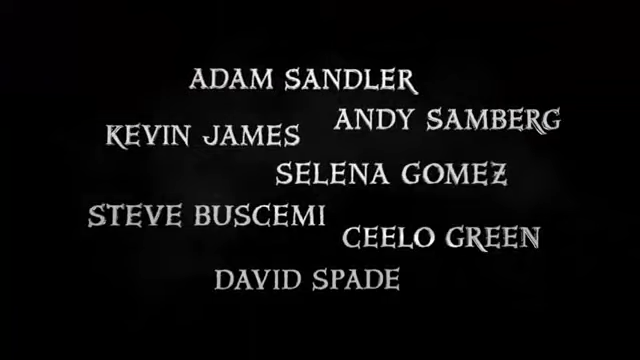 ADAM SANDLER
ANDY SAMBERG
KEVIN JAMES
SELENA GOMEZ
STEVE BUSCEMI
CEELO GREEN
DAVID SPADE